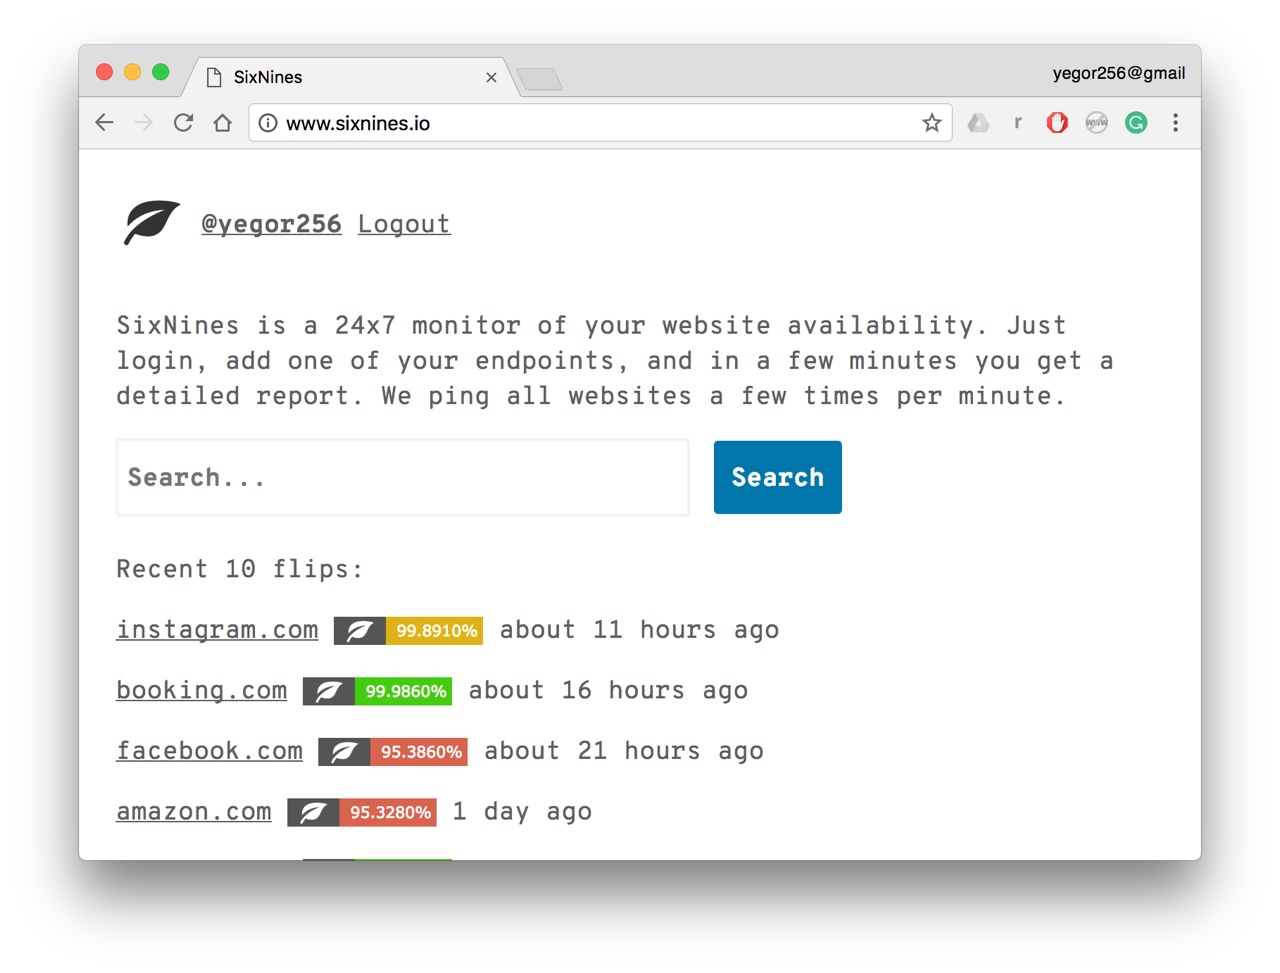 SixNines
yegor256@gmail
www.sixnines.io
r
www
@yegor256 Logout
SixNines is a 24x7 monitor of your website availability. Just
login, add one of your endpoints, and in a few minutes you get a
detailed report. We ping all websites a few times per minute.
Search... Search
Recent 10 flips:
instagram.com 99.8910% about 11 hours ago
booking.com 99.9860% about 16 hours ago
facebook.com 95.3860% about 21 hours ago
amazon.com 95.3280% 1 day ago